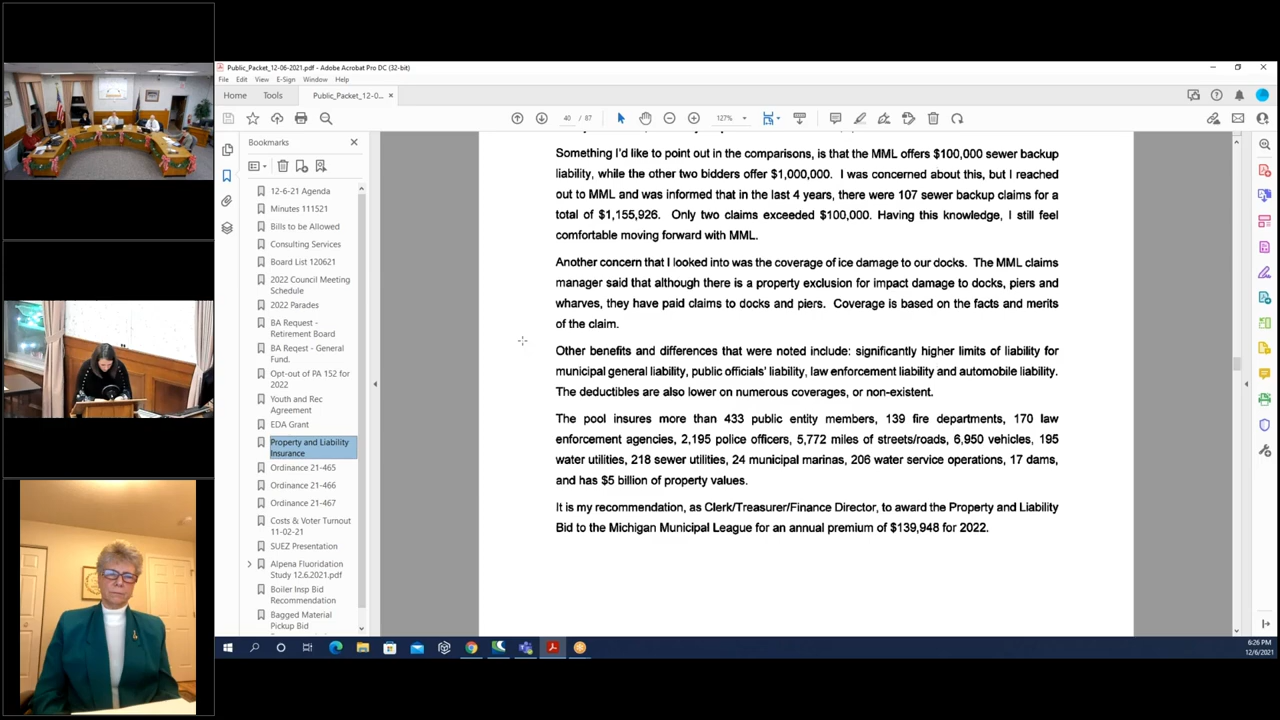 Public_Packet_12-06-2021.pdf - Adobe Acrobat Pro DC (32-bit)
File Edit View E-Sign Window Help
Home Tools Public_Packet_12-0... ×
40 / 87 127%
Bookmarks
12-6-21 Agenda
Minutes 111521
Bills to be Allowed
Consulting Services
Board List 120621
2022 Council Meeting
Schedule
2022 Parades
BA Request -
Retirement Board
BA Reqest - General
Fund.
Opt-out of PA 152 for
2022
Youth and Rec
Agreement
EDA Grant
Property and Liability
Insurance
Ordinance 21-465
Ordinance 21-466
Ordinance 21-467
Costs & Voter Turnout
11-02-21
SUEZ Presentation
Alpena Fluoridation
Study 12.6.2021.pdf
Boiler Insp Bid
Recommendation
Bagged Material
Pickup Bid
Something I'd like to point out in the comparisons, is that the MML offers $100,000 sewer backup
liability, while the other two bidders offer $1,000,000. I was concerned about this, but I reached
out to MML and was informed that in the last 4 years, there were 107 sewer backup claims for a
total of $1,155,926. Only two claims exceeded $100,000. Having this knowledge, I still feel
comfortable moving forward with MML.
Another concern that I looked into was the coverage of ice damage to our docks. The MML claims
manager said that although there is a property exclusion for impact damage to docks, piers and
wharves, they have paid claims to docks and piers. Coverage is based on the facts and merits
of the claim.
Other benefits and differences that were noted include: significantly higher limits of liability for
municipal general liability, public officials' liability, law enforcement liability and automobile liability.
The deductibles are also lower on numerous coverages, or non-existent.
The pool insures more than 433 public entity members, 139 fire departments, 170 law
enforcement agencies, 2,195 police officers, 5,772 miles of streets/roads, 6,950 vehicles, 195
water utilities, 218 sewer utilities, 24 municipal marinas, 206 water service operations, 17 dams,
and has $5 billion of property values.
It is my recommendation, as Clerk/Treasurer/Finance Director, to award the Property and Liability
Bid to the Michigan Municipal League for an annual premium of $139,948 for 2022.
6:26 PM
12/6/2021